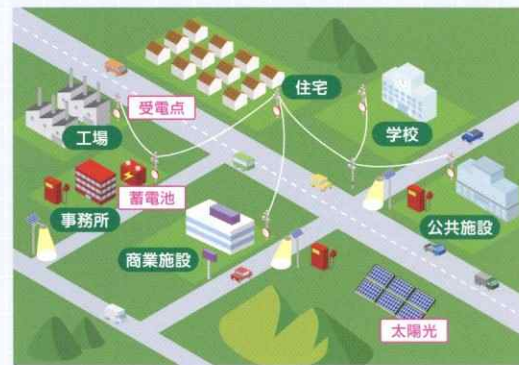 住宅
受電点
工場
学校
蓄電池
事務所
公共施設
商業施設
太陽光